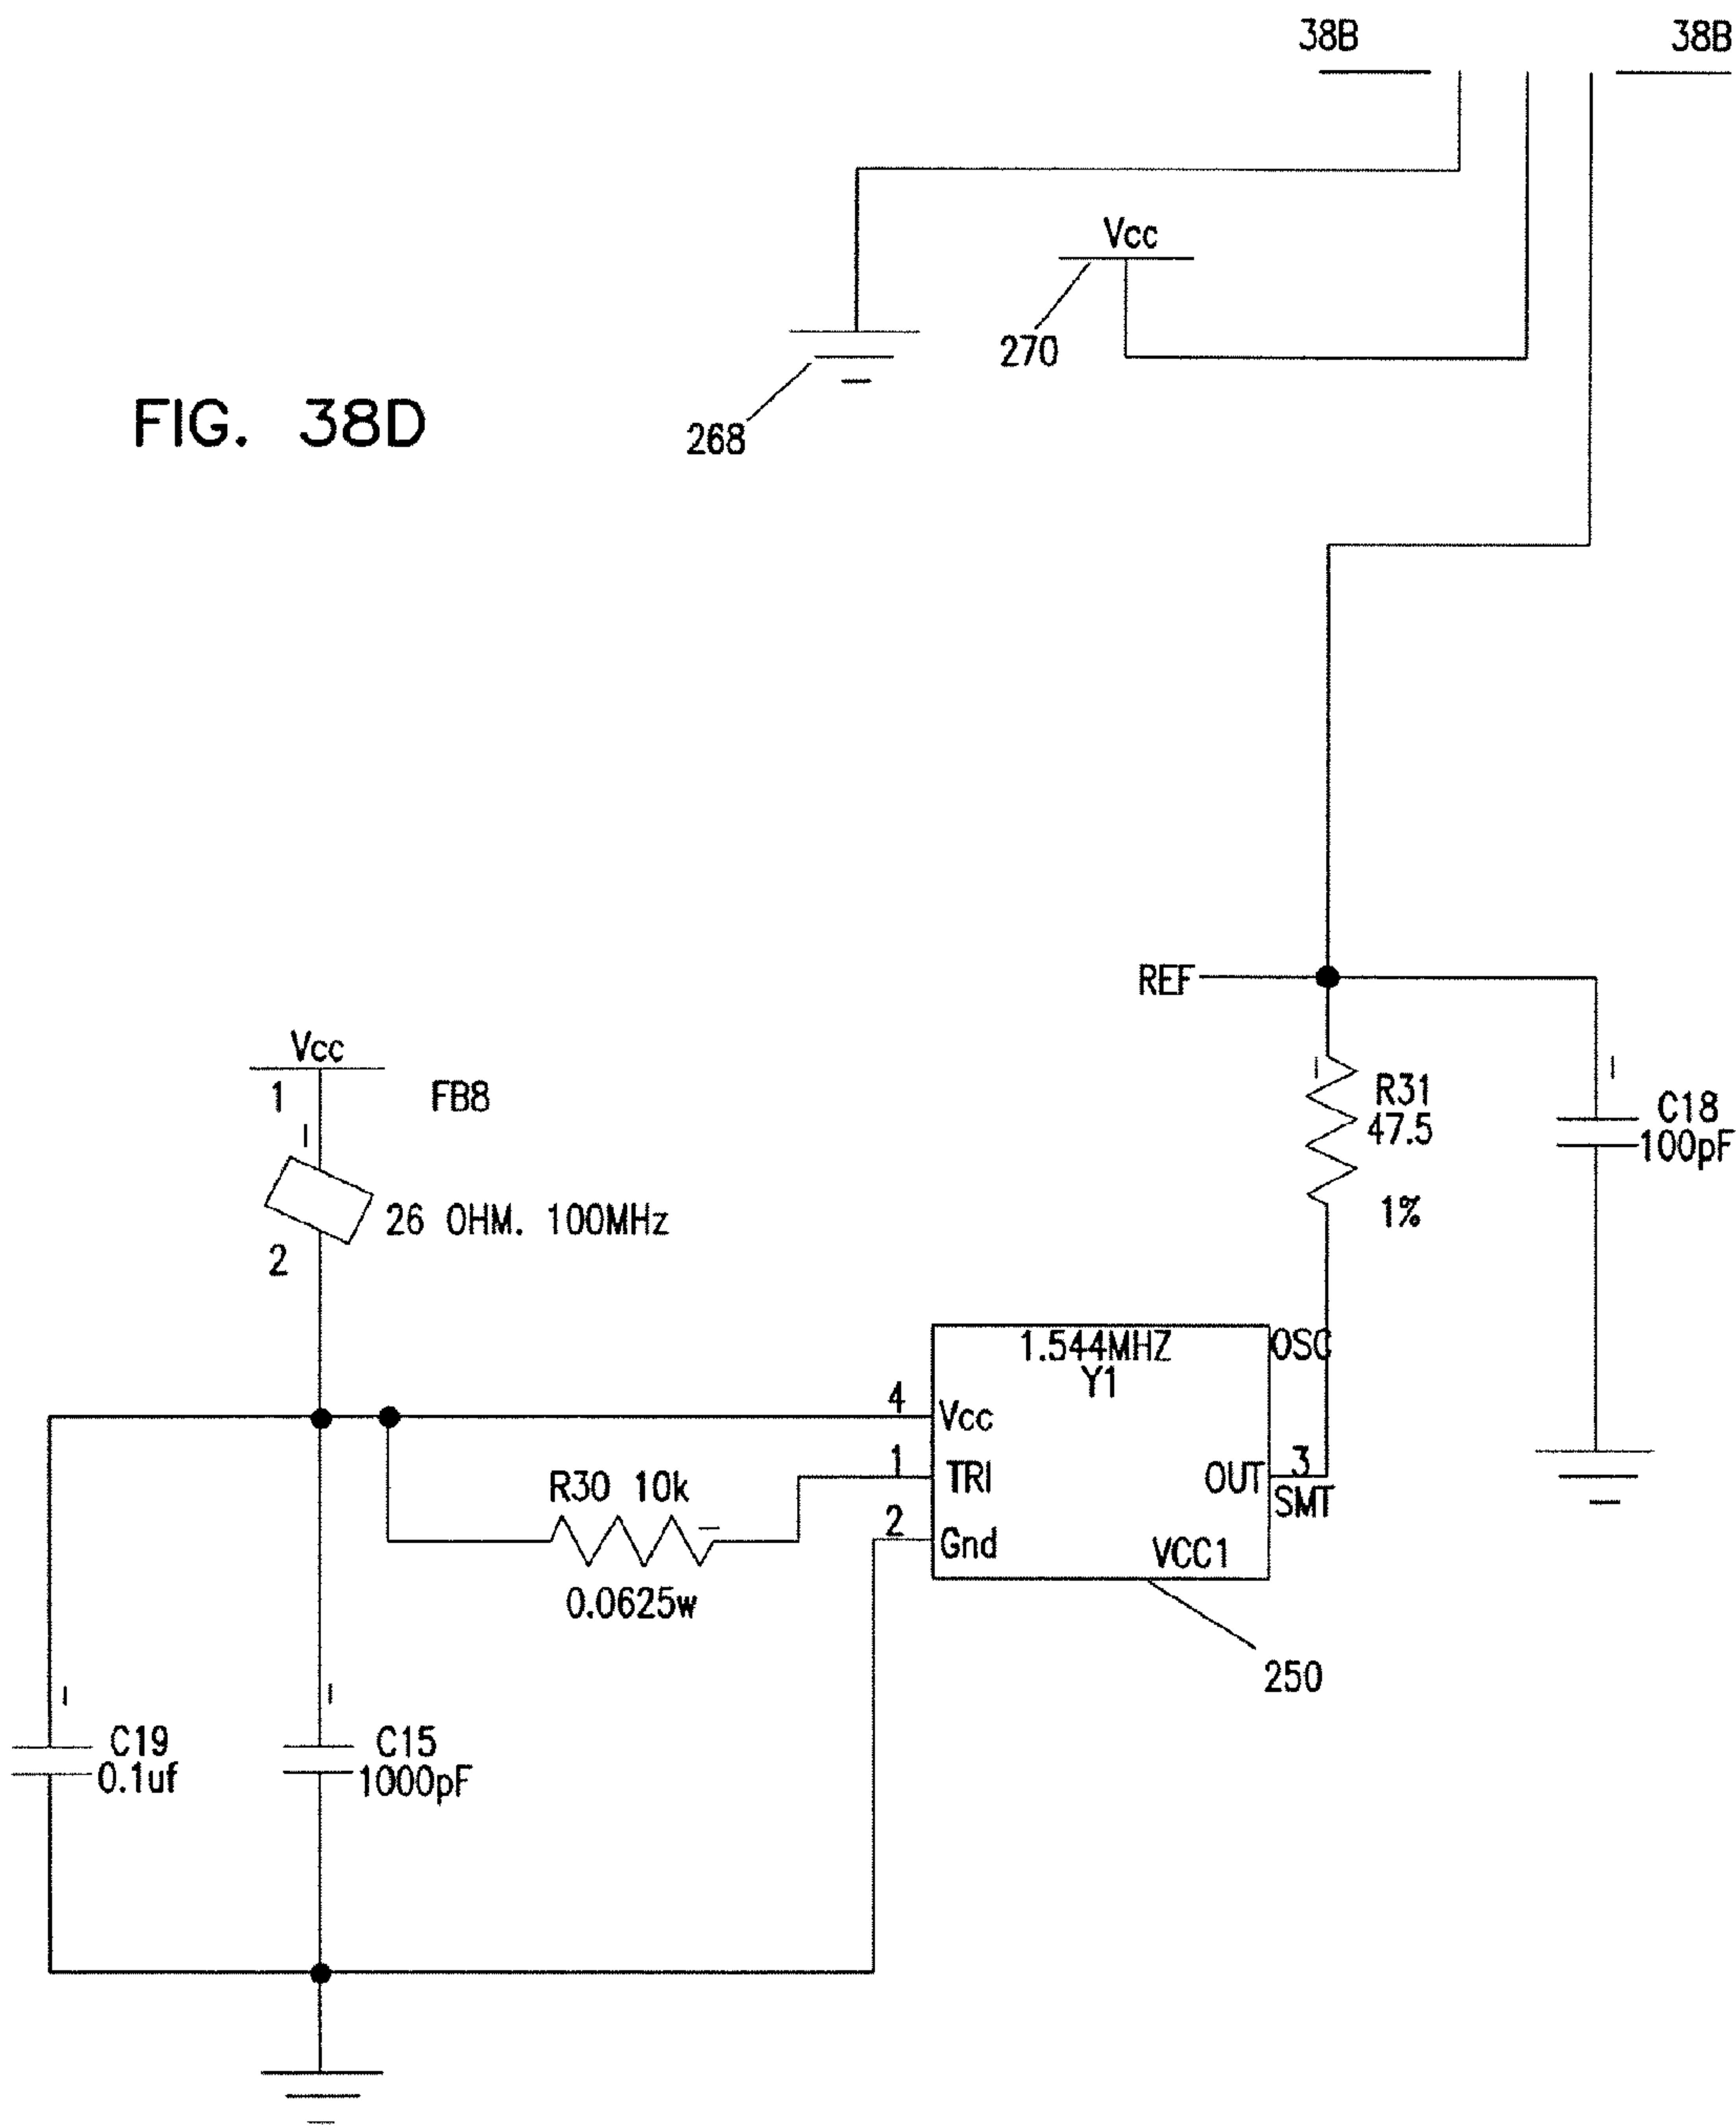 38B 38B
Vcc
270
268
FIG. 38D
REF
Vcc
1 FB8
R31
47.5
1%
C18
100pF
26 OHM. 100MHz
2
1.544MHZ OSC
Y1
4 Vcc
1 TRI
OUT 3
SMT
R30 10k
2 Gnd
VCC1
0.0625w
250
C19
0.1uf
C15
1000pF